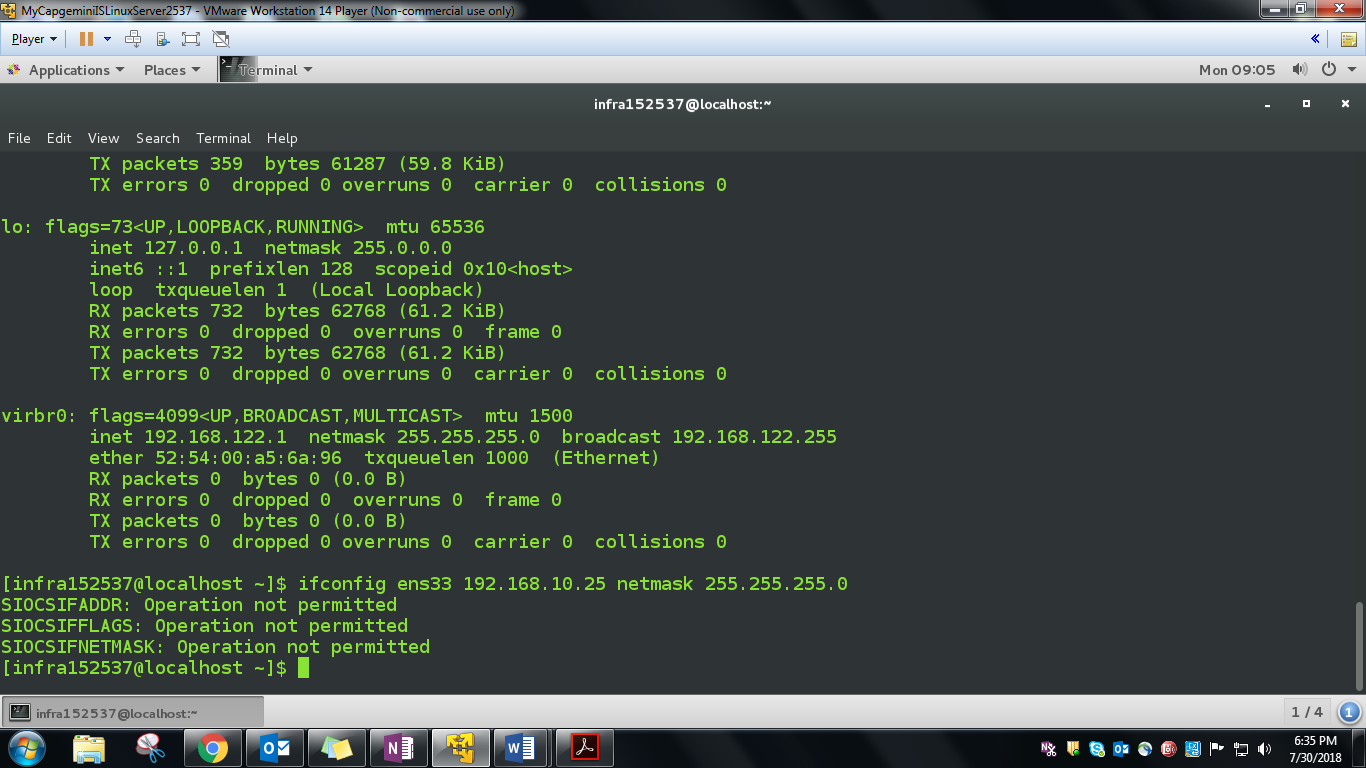 MyCapgeminiISLinuxServer2537 - VMware Workstation 14 Player (Non-commercial use only)
Player
Applications Places Terminal Mon 09:05
infra152537@localhost:~
File Edit View Search Terminal Help
TX packets 359 bytes 61287 (59.8 KiB)
TX errors 0 dropped 0 overruns 0 carrier 0 collisions 0
lo: flags=73<UP,LOOPBACK,RUNNING> mtu 65536
inet 127.0.0.1 netmask 255.0.0.0
inet6 ::1 prefixlen 128 scopeid 0x10<host>
loop txqueuelen 1 (Local Loopback)
RX packets 732 bytes 62768 (61.2 KiB)
RX errors 0 dropped 0 overruns 0 frame 0
TX packets 732 bytes 62768 (61.2 KiB)
TX errors 0 dropped 0 overruns 0 carrier 0 collisions 0
virbr0: flags=4099<UP,BROADCAST,MULTICAST> mtu 1500
inet 192.168.122.1 netmask 255.255.255.0 broadcast 192.168.122.255
ether 52:54:00:a5:6a:96 txqueuelen 1000 (Ethernet)
RX packets 0 bytes 0 (0.0 B)
RX errors 0 dropped 0 overruns 0 frame 0
TX packets 0 bytes 0 (0.0 B)
TX errors 0 dropped 0 overruns 0 carrier 0 collisions 0
[infra152537@localhost ~]$ ifconfig ens33 192.168.10.25 netmask 255.255.255.0
SIOCSIFADDR: Operation not permitted
SIOCSIFFLAGS: Operation not permitted
SIOCSIFNETMASK: Operation not permitted
[infra152537@localhost ~]$
infra152537@localhost:~ 1 / 4 1
6:35 PM
7/30/2018